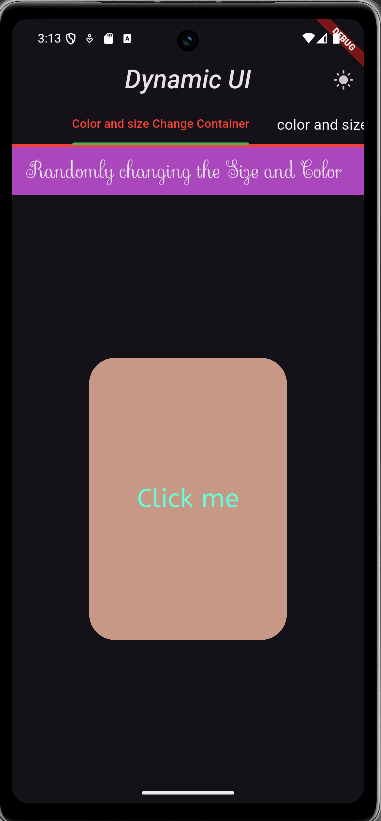 3:13
DEBUG
Dynamic UI
Color and size Change Container
color and size
Randomly changing the Size and Color
Click me